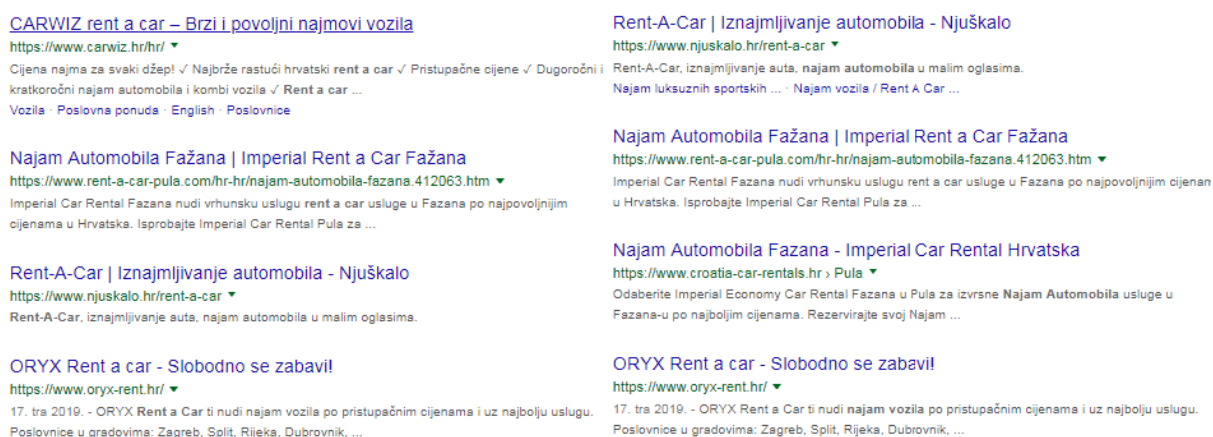 CARWIZ rent a car – Brzi i povoljni najmovi vozila
https://www.carwiz.hr/hr/
Cijena najma za svaki džep! ✓ Najbrže rastući hrvatski rent a car ✓ Pristupačne cijene ✓ Dugoročni i
kratkoročni najam automobila i kombi vozila ✓ Rent a car ...
Vozila · Poslovna ponuda · English · Poslovnice
Najam Automobila Fažana | Imperial Rent a Car Fažana
https://www.rent-a-car-pula.com/hr-hr/najam-automobila-fazana.412063.htm
Imperial Car Rental Fazana nudi vrhunsku uslugu rent a car usluge u Fazana po najpovoljnijim
cijenama u Hrvatska. Isprobajte Imperial Car Rental Pula za ...
Rent-A-Car | Iznajmljivanje automobila - Njuškalo
https://www.njuskalo.hr/rent-a-car
Rent-A-Car, iznajmljivanje auta, najam automobila u malim oglasima.
ORYX Rent a car - Slobodno se zabavi!
https://www.oryx-rent.hr/
17. tra 2019. - ORYX Rent a Car ti nudi najam vozila po pristupačnim cijenama i uz najbolju uslugu.
Poslovnice u gradovima: Zagreb, Split, Rijeka, Dubrovnik, ...
Rent-A-Car | Iznajmljivanje automobila - Njuškalo
https://www.njuskalo.hr/rent-a-car
Rent-A-Car, iznajmljivanje auta, najam automobila u malim oglasima.
Najam luksuznih sportskih ... · Najam vozila / Rent A Car ...
Najam Automobila Fažana | Imperial Rent a Car Fažana
https://www.rent-a-car-pula.com/hr-hr/najam-automobila-fazana.412063.htm
Imperial Car Rental Fazana nudi vrhunsku uslugu rent a car usluge u Fazana po najpovoljnijim cijenam
u Hrvatska. Isprobajte Imperial Car Rental Pula za ...
Najam Automobila Fazana - Imperial Car Rental Hrvatska
https://www.croatia-car-rentals.hr › Pula
Odaberite Imperial Economy Car Rental Fazana u Pula za izvrsne Najam Automobila usluge u
Fazana-u po najboljim cijenama. Rezervirajte svoj Najam ...
ORYX Rent a car - Slobodno se zabavi!
https://www.oryx-rent.hr/
17. tra 2019. - ORYX Rent a Car ti nudi najam vozila po pristupačnim cijenama i uz najbolju uslugu.
Poslovnice u gradovima: Zagreb, Split, Rijeka, Dubrovnik, ...